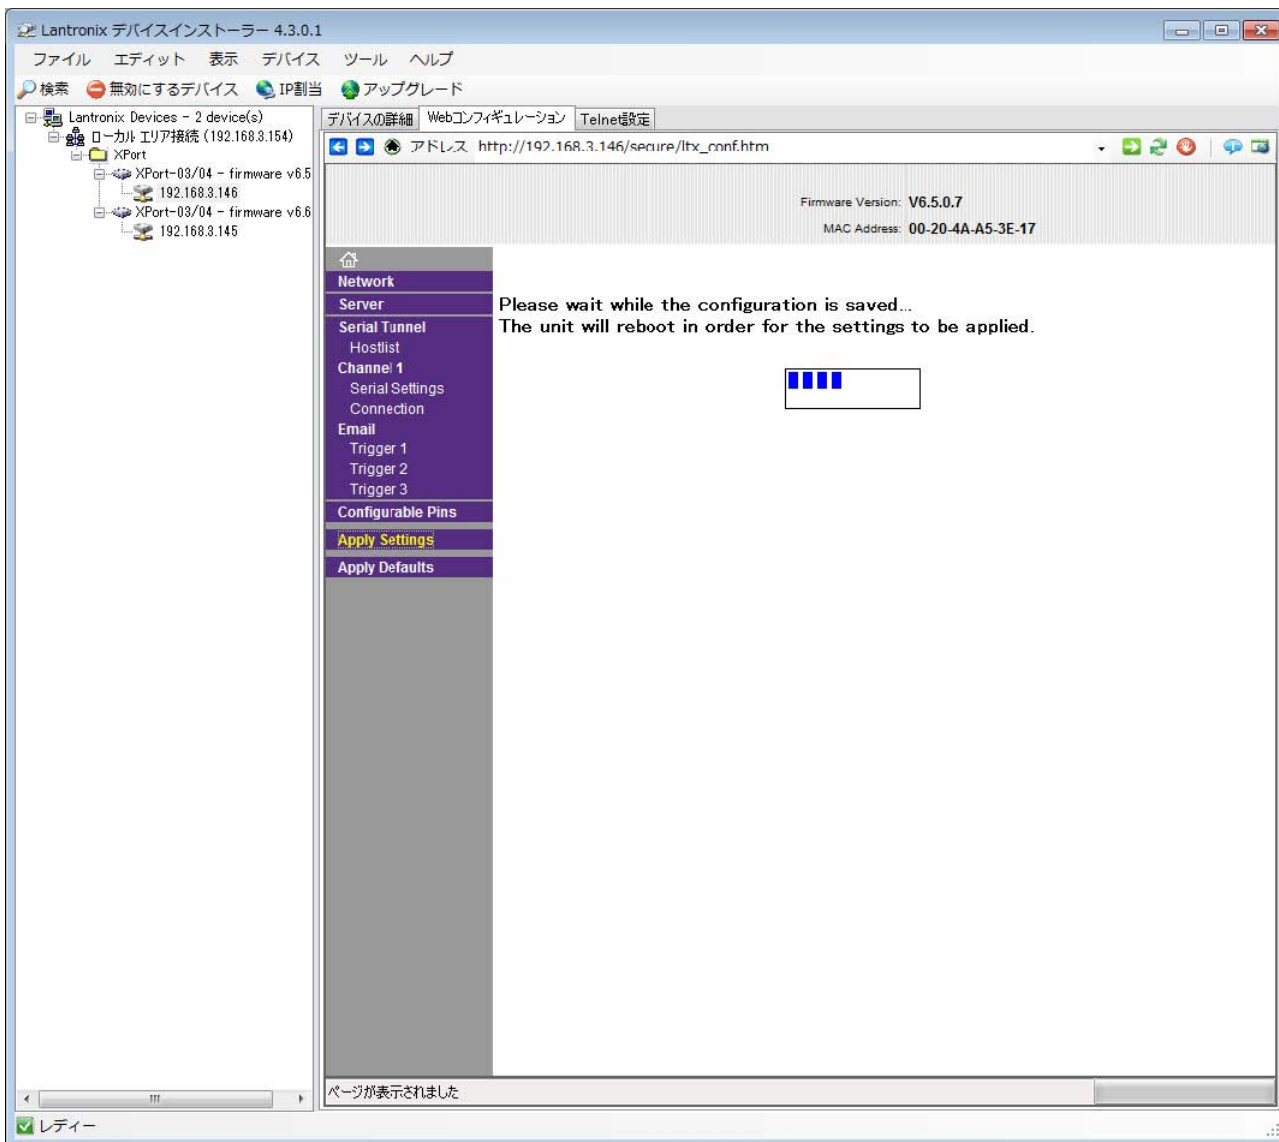 Lantronix デバイスインストーラー 4.3.0.1
ファイル エディット 表示 デバイス ツール ヘルプ
検索 無効にするデバイス IP割当 アップグレード
Lantronix Devices - 2 device(s)
ローカル エリア接続 (192.168.3.154)
XPort
XPort-03/04 - firmware v6.5
192.168.3.146
XPort-03/04 - firmware v6.6
192.168.3.145
デバイスの詳細 Webコンフィギュレーション Telnet設定
アドレス http://192.168.3.146/secure/ltx_conf.htm
Firmware Version: V6.5.0.7
MAC Address: 00-20-4A-A5-3E-17
Network
Server
Serial Tunnel
Hostlist
Channel 1
Serial Settings
Connection
Email
Trigger 1
Trigger 2
Trigger 3
Configurable Pins
Apply Settings
Apply Defaults
Please wait while the configuration is saved...
The unit will reboot in order for the settings to be applied.
ページが表示されました
レディー